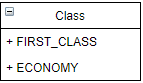 Class
+ FIRST_CLASS
+ ECONOMY